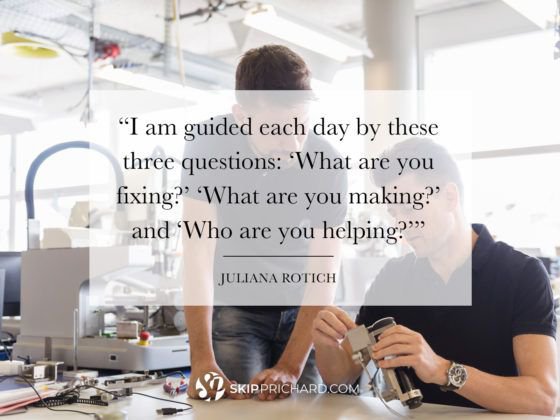 “I am guided each day by these
three questions: ‘What are you
fixing?’ ‘What are you making?’
and ‘Who are you helping?’”
JULIANA ROTICH
SKIPPRICHARD.COM